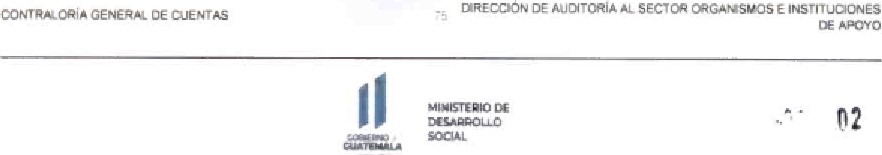 CONTRALORÍA GENERAL DE CUENTAS
75
DIRECCIÓN DE AUDITORÍA AL SECTOR ORGANISMOS E INSTITUCIONES
DE APOYO
MINISTERIO DE
DESARROLLO
SOCIAL
GOBIERNO
GUATEMALA
02